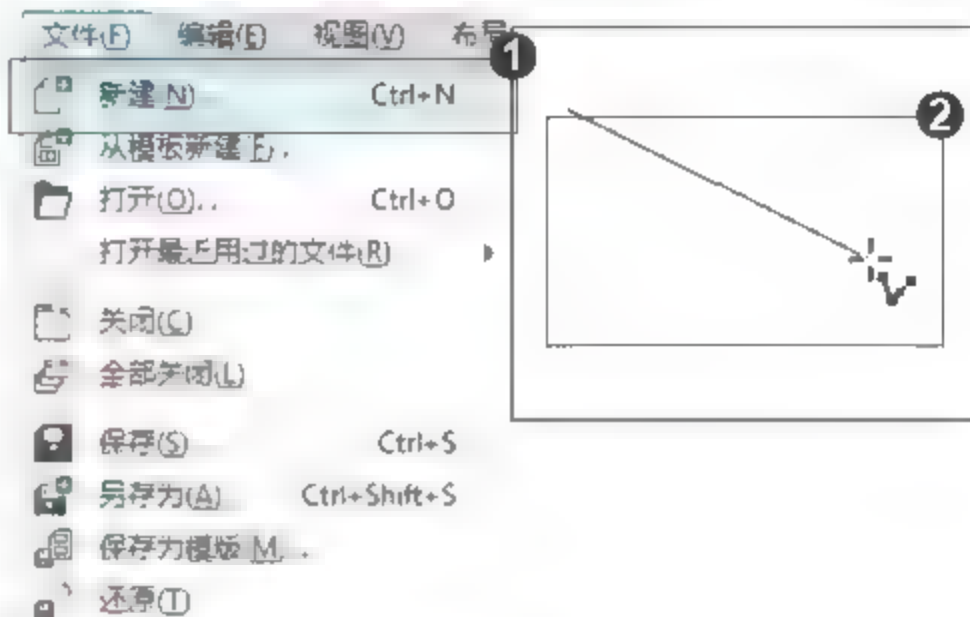 文件(F) 编辑(E) 视图(V) 布局
1
新建 N) Ctrl+N
2
从模板新建 F). .
打开(O). . Ctrl+O
打开最近用过的文件(R)
关闭(C)
全部关闭(L)
保存(S) Ctrl+S
另存为(A) Ctrl+Shift+S
保存为模板 M. .
还原(T)